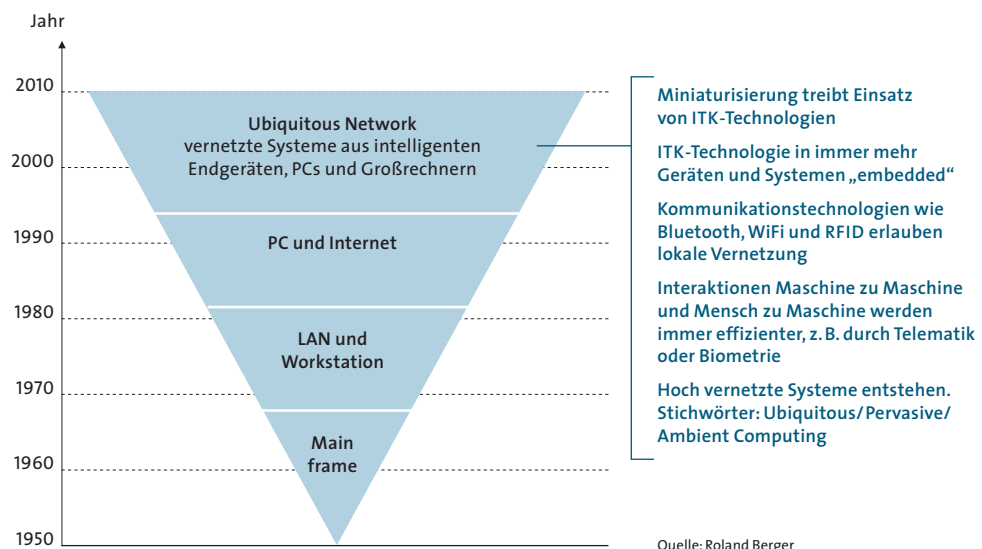 Jahr
2010
2000
1990
1980
1970
1960
1950
Ubiquitous Network
vernetzte Systeme aus intelligenten
Endgeräten, PCs und Großrechnern
PC und Internet
LAN und
Workstation
Main
frame
Miniaturisierung treibt Einsatz
von ITK-Technologien
ITK-Technologie in immer mehr
Geräten und Systemen „embedded“
Kommunikationstechnologien wie
Bluetooth, WiFi und RFID erlauben
lokale Vernetzung
Interaktionen Maschine zu Maschine
und Mensch zu Maschine werden
immer effizienter, z. B. durch Telematik
oder Biometrie
Hoch vernetzte Systeme entstehen.
Stichwörter: Ubiquitous/Pervasive/
Ambient Computing
Quelle: Roland Berger